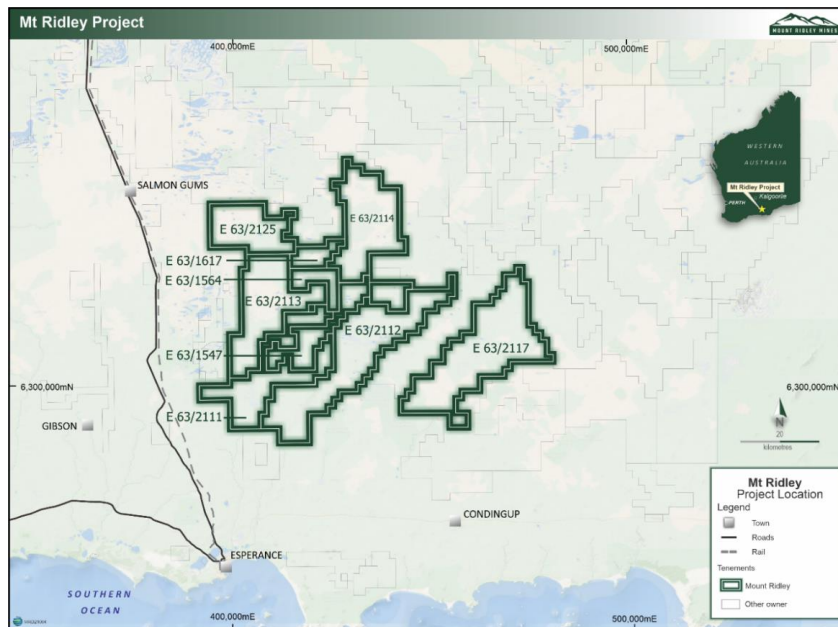 Mt Ridley Project
MOUNT RIDLEY MINES
400,000mE
500,000mE
WESTERN
AUSTRALIA
Mt Ridley Project
Kalgoorlie
PERTH
SALMON GUMS
E 63/2125
E 63/2114
E 63/1617
E 63/1564
E 63/2113
E 63/2112
E 63/1547
E 63/2117
6,300,000mN
6,300,000mN
E 63/2111
GIBSON
N
20
kilometres
CONDINGUP
ESPERANCE
SOUTHERN
OCEAN
400,000mE
500,000mE
Mt Ridley
Project Location
Legend
Town
Roads
Rail
Tenements
Mount Ridley
Other owner